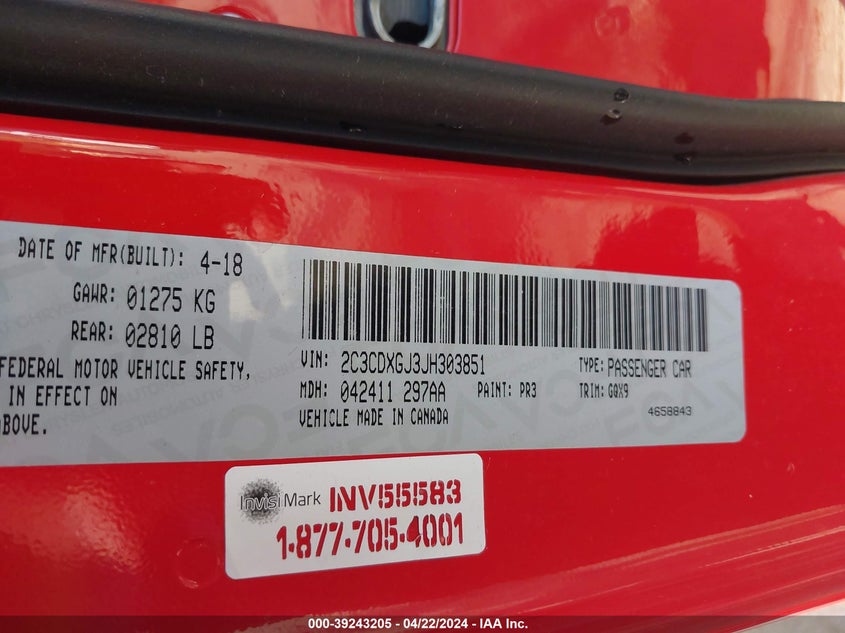 DATE OF MFR(BUILT): 4-18
GAWR: 01275 KG
REAR: 02810 LB
FEDERAL MOTOR VEHICLE SAFETY,
IN EFFECT ON
ABOVE.
VIN: 2C3CDXGJ3JH303851
TYPE: PASSENGER CAR
MDH: 042411 297AA
PAINT: PR3
TRIM: GQX9
VEHICLE MADE IN CANADA
4658843
InvisiMark INV55583
1-877-705-4001
000-39243205 - 04/22/2024 - IAA Inc.